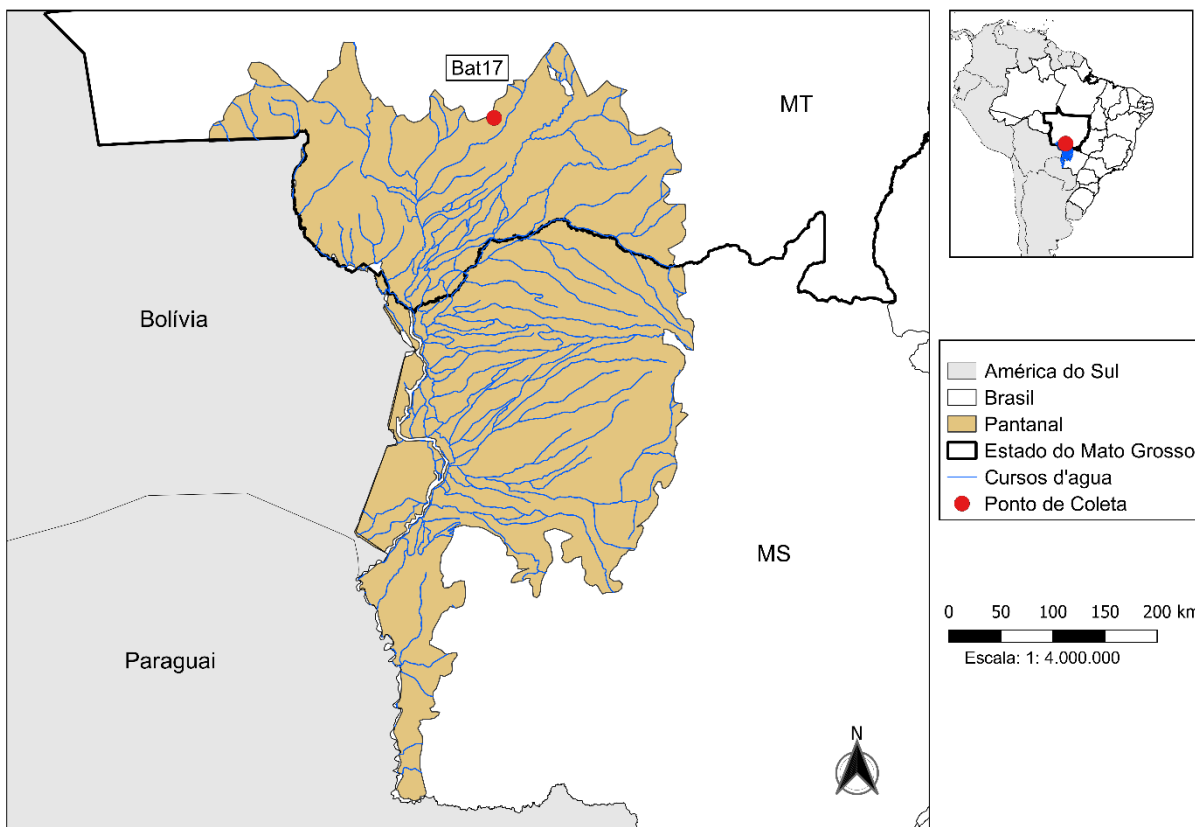 Bat17
MT
Bolívia
MS
Paraguai
N
América do Sul
Brasil
Pantanal
Estado do Mato Grosso
Cursos d'agua
Ponto de Coleta
0 50 100 150 200 km
Escala: 1: 4.000.000